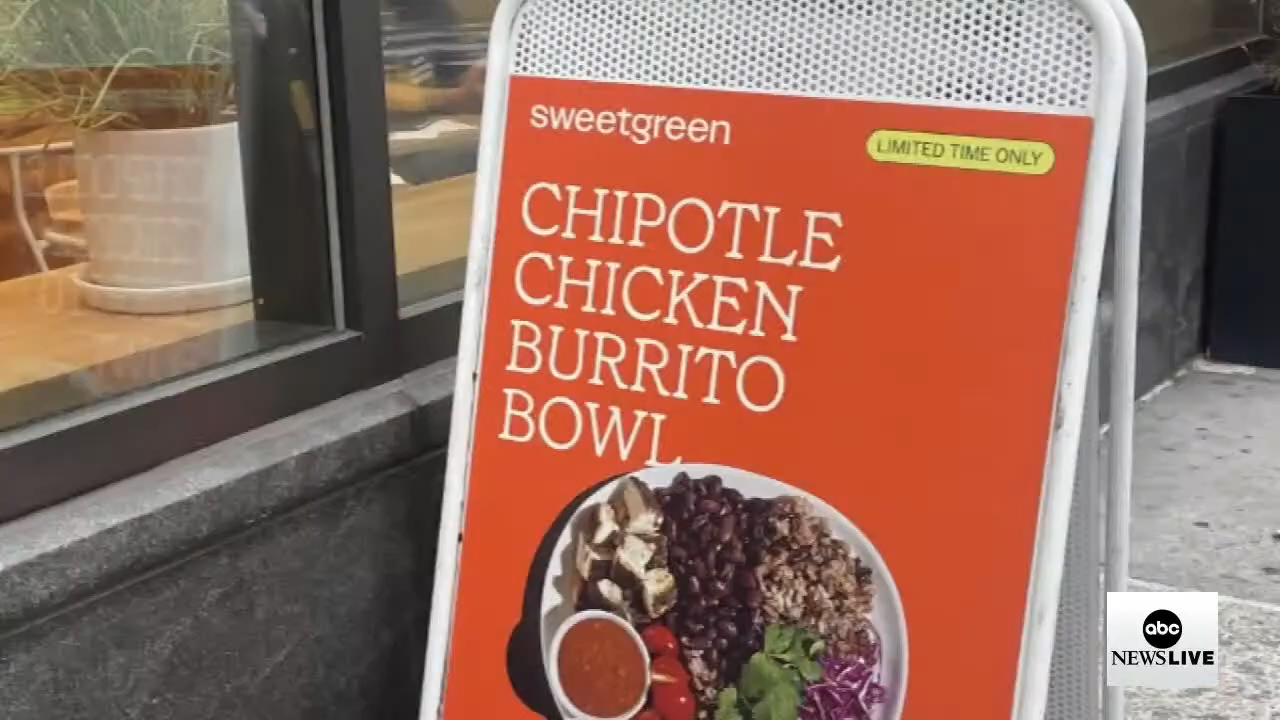 sweetgreen
LIMITED TIME ONLY
CHIPOTLE
CHICKEN
BURRITO
BOWL
abc
NEWS LIVE